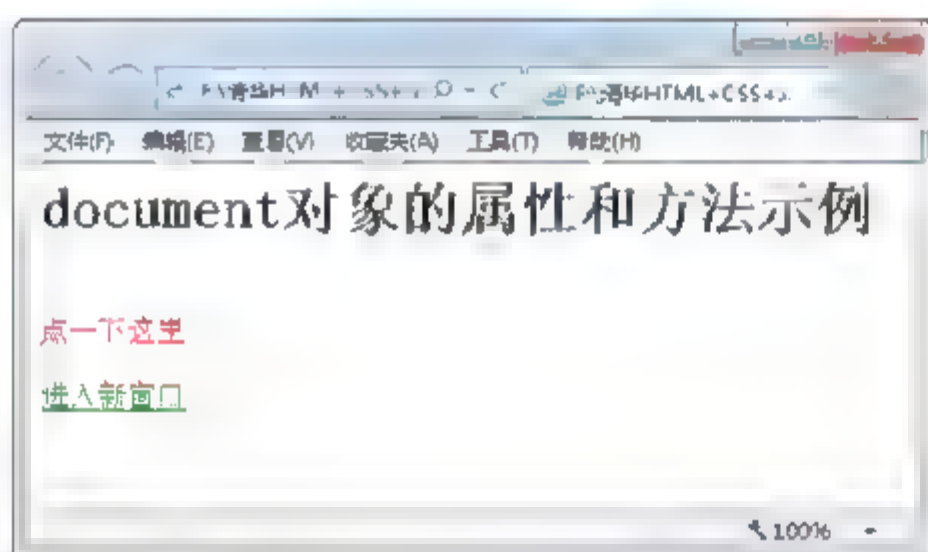 文件(F) 编辑(E) 查看(V) 收藏夹(A) 工具(T) 帮助(H)
document对象的属性和方法示例
点一下这里
进入新窗口
100%